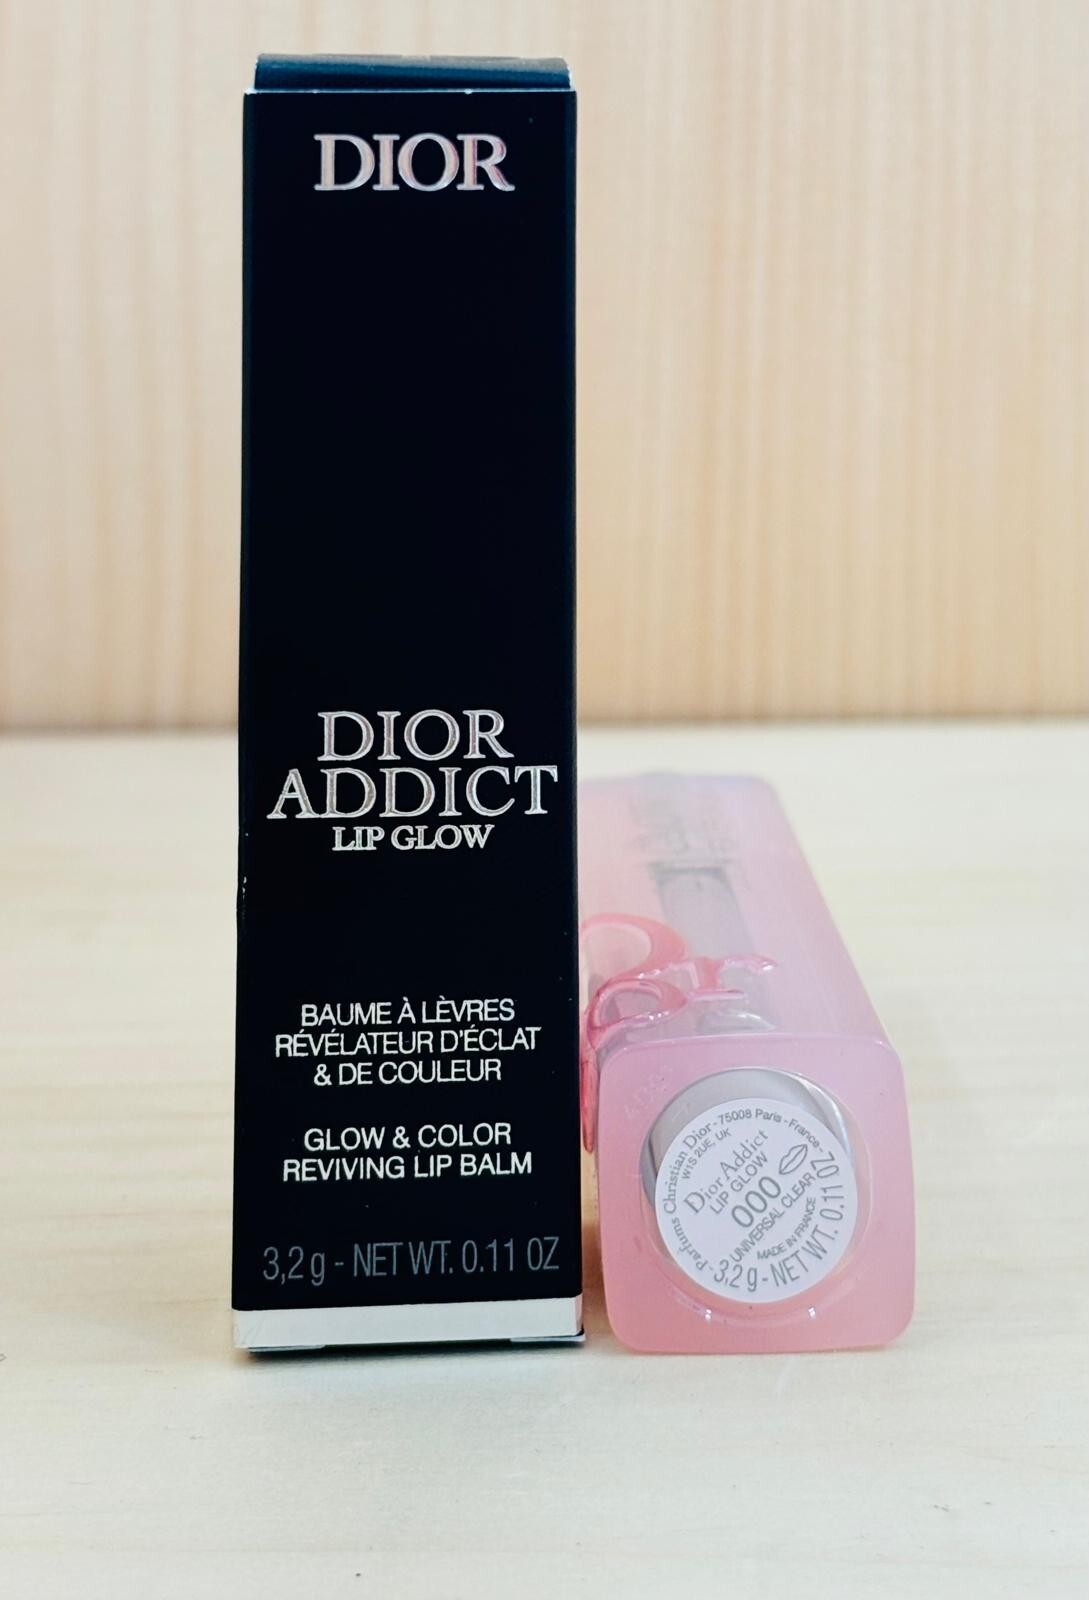 DIOR
DIOR
ADDICT
LIP GLOW
BAUME À LÈVRES
RÉVÉLATEUR D'ÉCLAT
& DE COULEUR
GLOW & COLOR
REVIVING LIP BALM
3,2 g - NET WT. 0.11 OZ
Parfums Christian Dior - 75008 Paris - France -
W1S 2UE, UK
Dior Addict
LIP GLOW
000
UNIVERSAL CLEAR
MADE IN FRANCE
3,2 g - NET WT. 0.11 OZ